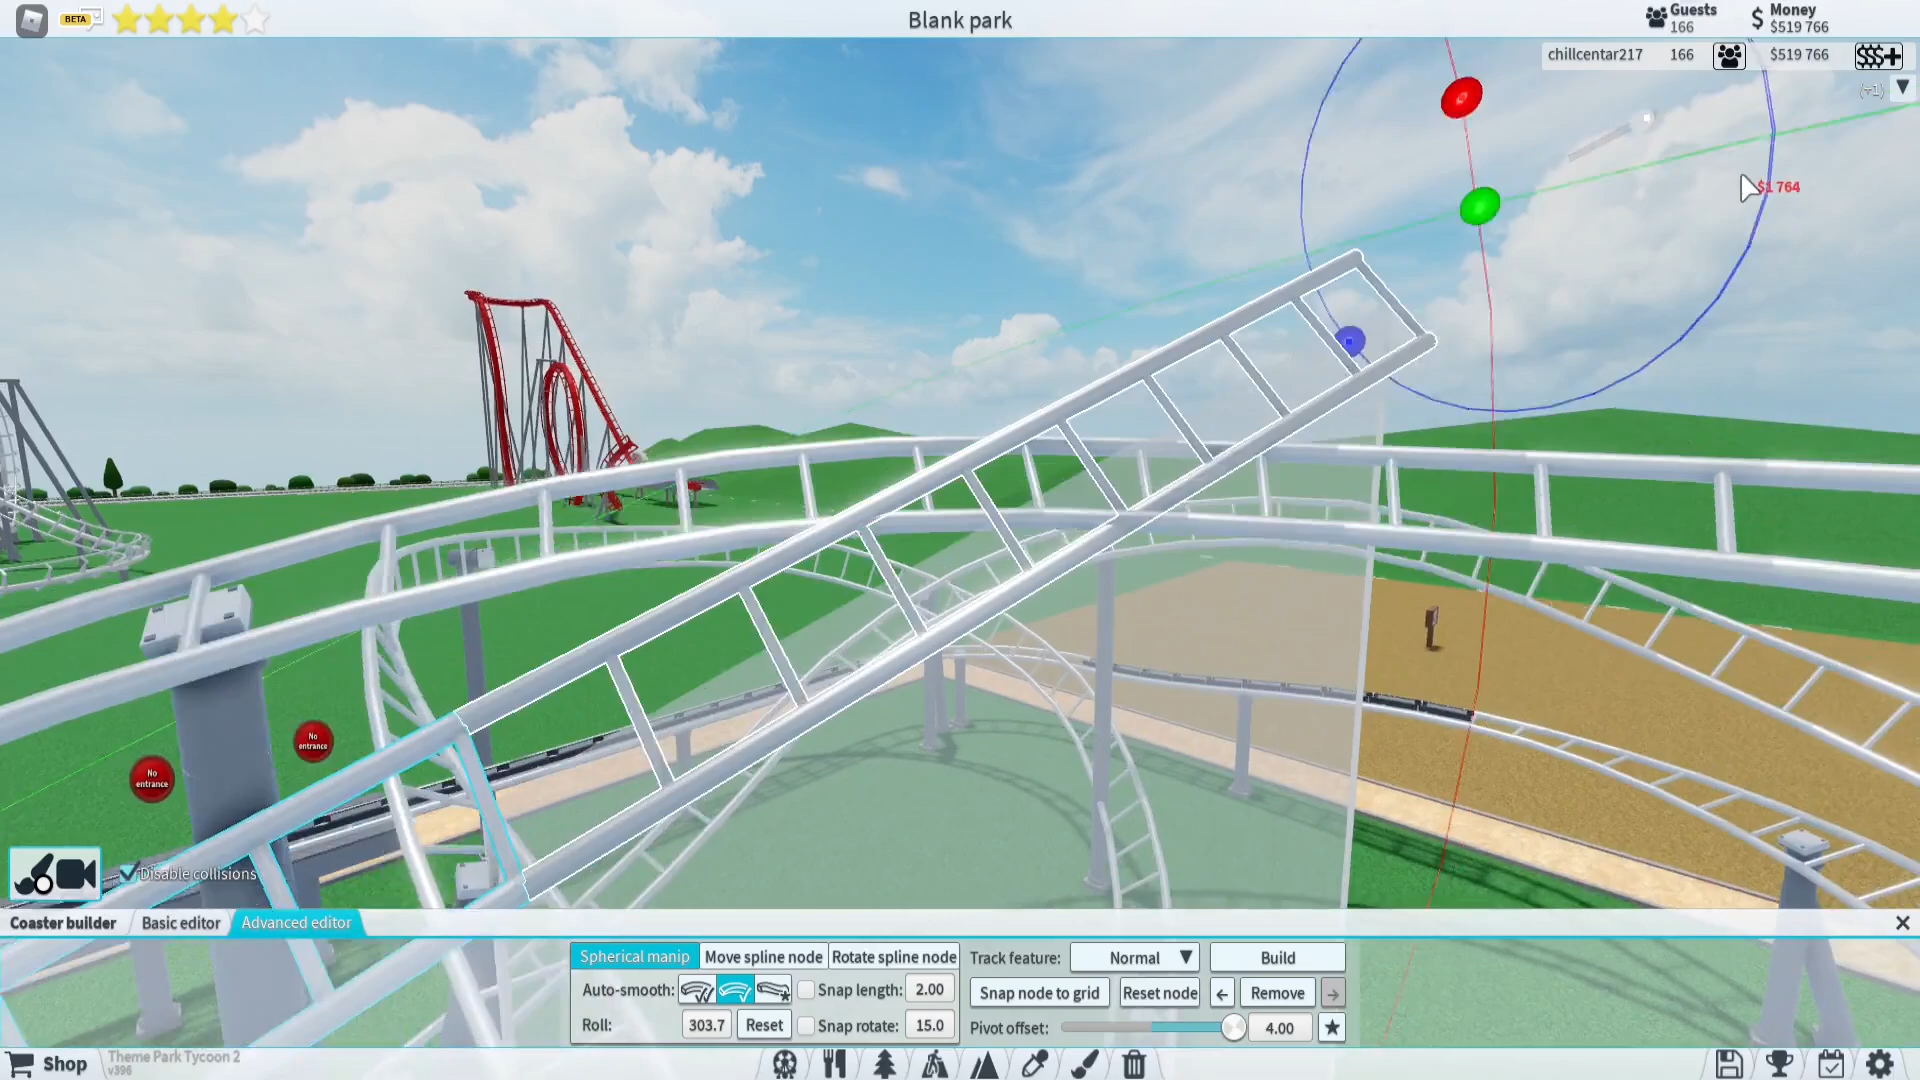 BETA
Blank park
Guests
166
Money
$519 766
chillcentar217 166 $519 766
$$$+
(+1) ▼
$1 764
No entrance
No entrance
Disable collisions
Coaster builder Basic editor Advanced editor
Spherical manip Move spline node Rotate spline node
Auto-smooth: Snap length: 2.00
Roll: 303.7 Reset Snap rotate: 15.0
Track feature: Normal ▼ Build
Snap node to grid Reset node ← Remove →
Pivot offset: 4.00 ★
Shop
Theme Park Tycoon 2
v396